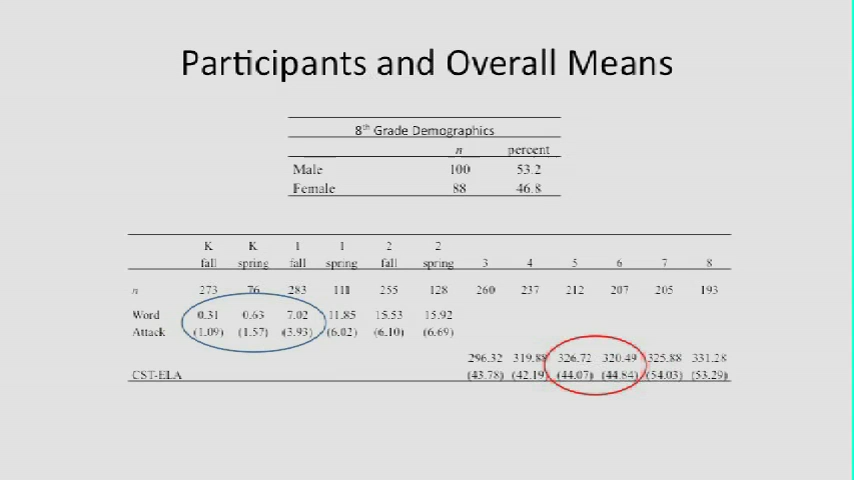 Participants and Overall Means
8th Grade Demographics
n percent
Male 100 53.2
Female 88 46.8
K K 1 1 2 2
fall spring fall spring fall spring 3 4 5 6 7 8
n 273 76 283 111 255 128 260 237 212 207 205 193
Word 0.31 0.63 7.02 11.85 15.53 15.92
Attack (1.09) (1.57) (3.93) (6.02) (6.10) (6.69)
296.32 319.88 326.72 320.49 325.88 331.28
CST-ELA (43.78) (42.19) (44.07) (44.84) (54.03) (53.29)